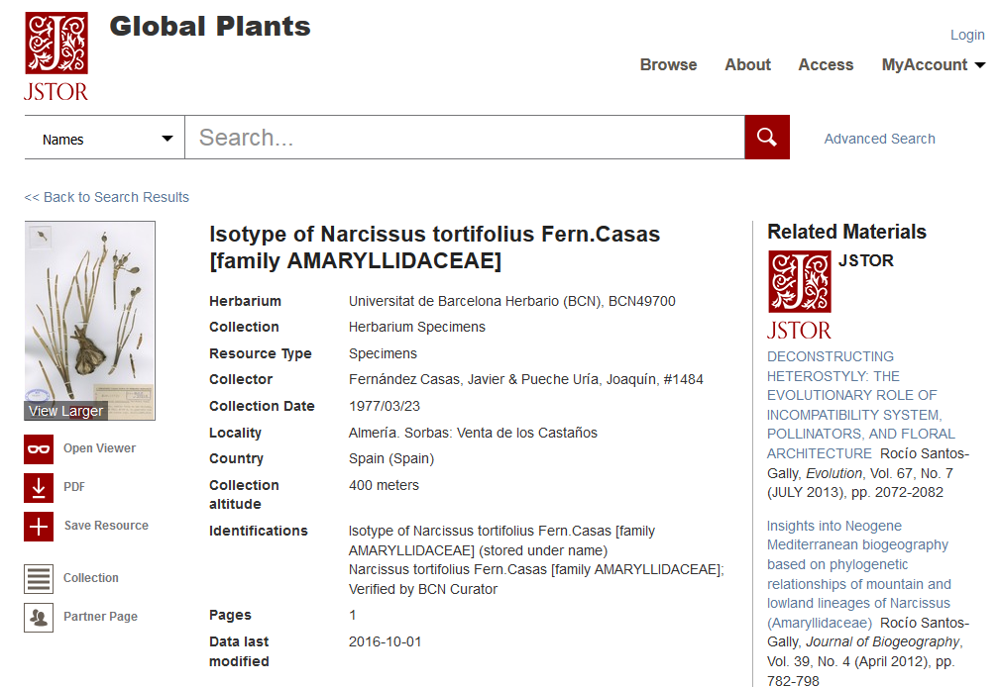 Global Plants
JSTOR
Login
Browse About Access MyAccount
Names
Search...
Advanced Search
<< Back to Search Results
View Larger
Open Viewer
PDF
Save Resource
Collection
Partner Page
Isotype of Narcissus tortifolius Fern.Casas
[family AMARYLLIDACEAE]
Herbarium Universitat de Barcelona Herbario (BCN), BCN49700
Collection Herbarium Specimens
Resource Type Specimens
Collector Fernández Casas, Javier & Pueche Uría, Joaquín, #1484
Collection Date 1977/03/23
Locality Almería. Sorbas: Venta de los Castaños
Country Spain (Spain)
Collection 400 meters
altitude
Identifications Isotype of Narcissus tortifolius Fern.Casas [family
AMARYLLIDACEAE] (stored under name)
Narcissus tortifolius Fern.Casas [family AMARYLLIDACEAE];
Verified by BCN Curator
Pages 1
Data last 2016-10-01
modified
Related Materials
JSTOR
JSTOR
DECONSTRUCTING
HETEROSTYLY: THE
EVOLUTIONARY ROLE OF
INCOMPATIBILITY SYSTEM,
POLLINATORS, AND FLORAL
ARCHITECTURE Rocío Santos-
Gally, Evolution, Vol. 67, No. 7
(JULY 2013), pp. 2072-2082
Insights into Neogene
Mediterranean biogeography
based on phylogenetic
relationships of mountain and
lowland lineages of Narcissus
(Amaryllidaceae) Rocío Santos-
Gally, Journal of Biogeography,
Vol. 39, No. 4 (April 2012), pp.
782-798